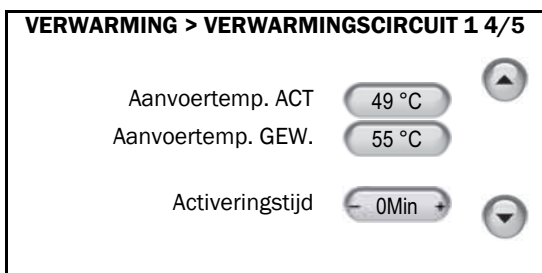 VERWARMING > VERWARMINGSCIRCUIT 1 4/5
Aanvoertemp. ACT 49 °C
Aanvoertemp. GEW. 55 °C
Activeringstijd - 0Min +